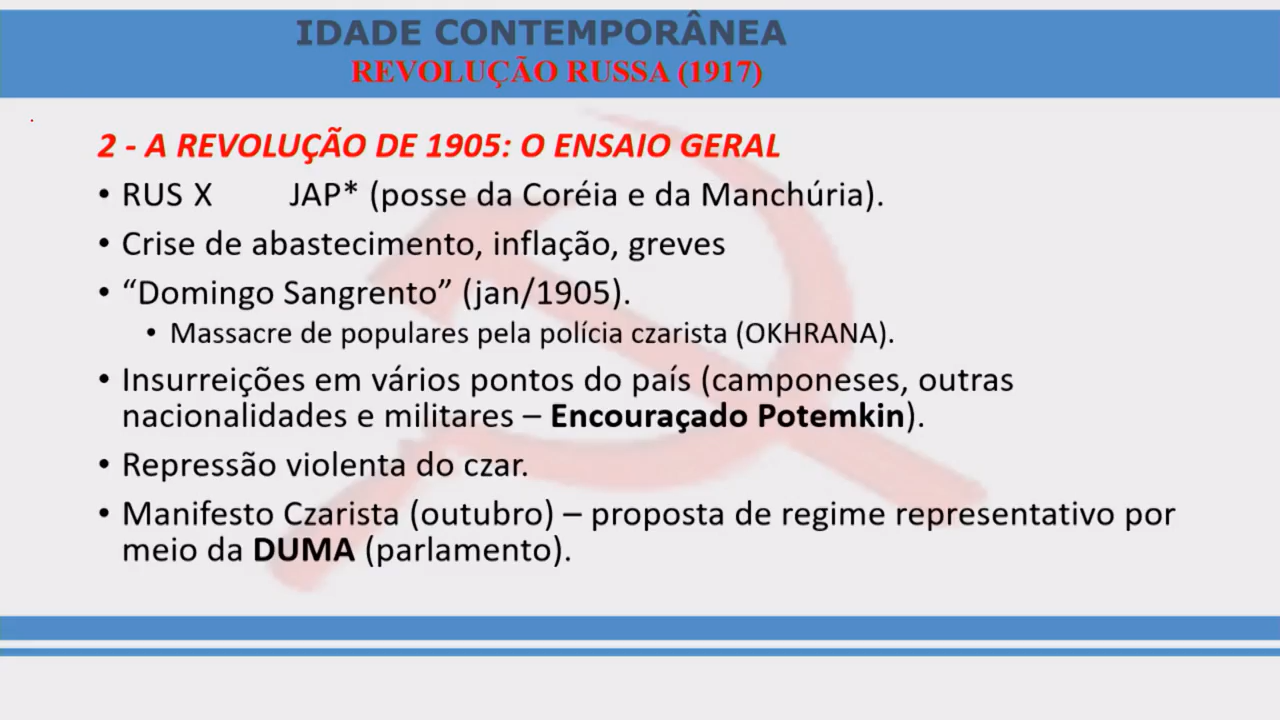 IDADE CONTEMPORÂNEA
REVOLUÇÃO RUSSA (1917)
2 - A REVOLUÇÃO DE 1905: O ENSAIO GERAL
• RUS X JAP* (posse da Coréia e da Manchúria).
• Crise de abastecimento, inflação, greves
• “Domingo Sangrento” (jan/1905).
• Massacre de populares pela polícia czarista (OKHRANA).
• Insurreições em vários pontos do país (camponeses, outras
nacionalidades e militares – Encouraçado Potemkin).
• Repressão violenta do czar.
• Manifesto Czarista (outubro) – proposta de regime representativo por
meio da DUMA (parlamento).